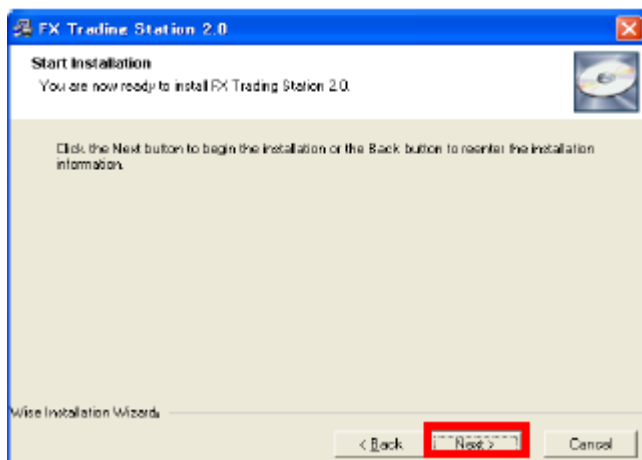 FX Trading Station 2.0
Start Installation
You are now ready to install FX Trading Station 2.0.
Click the Next button to begin the installation or the Back button to reenter the installation
information.
Wise Installation Wizard®
< Back
Next >
Cancel